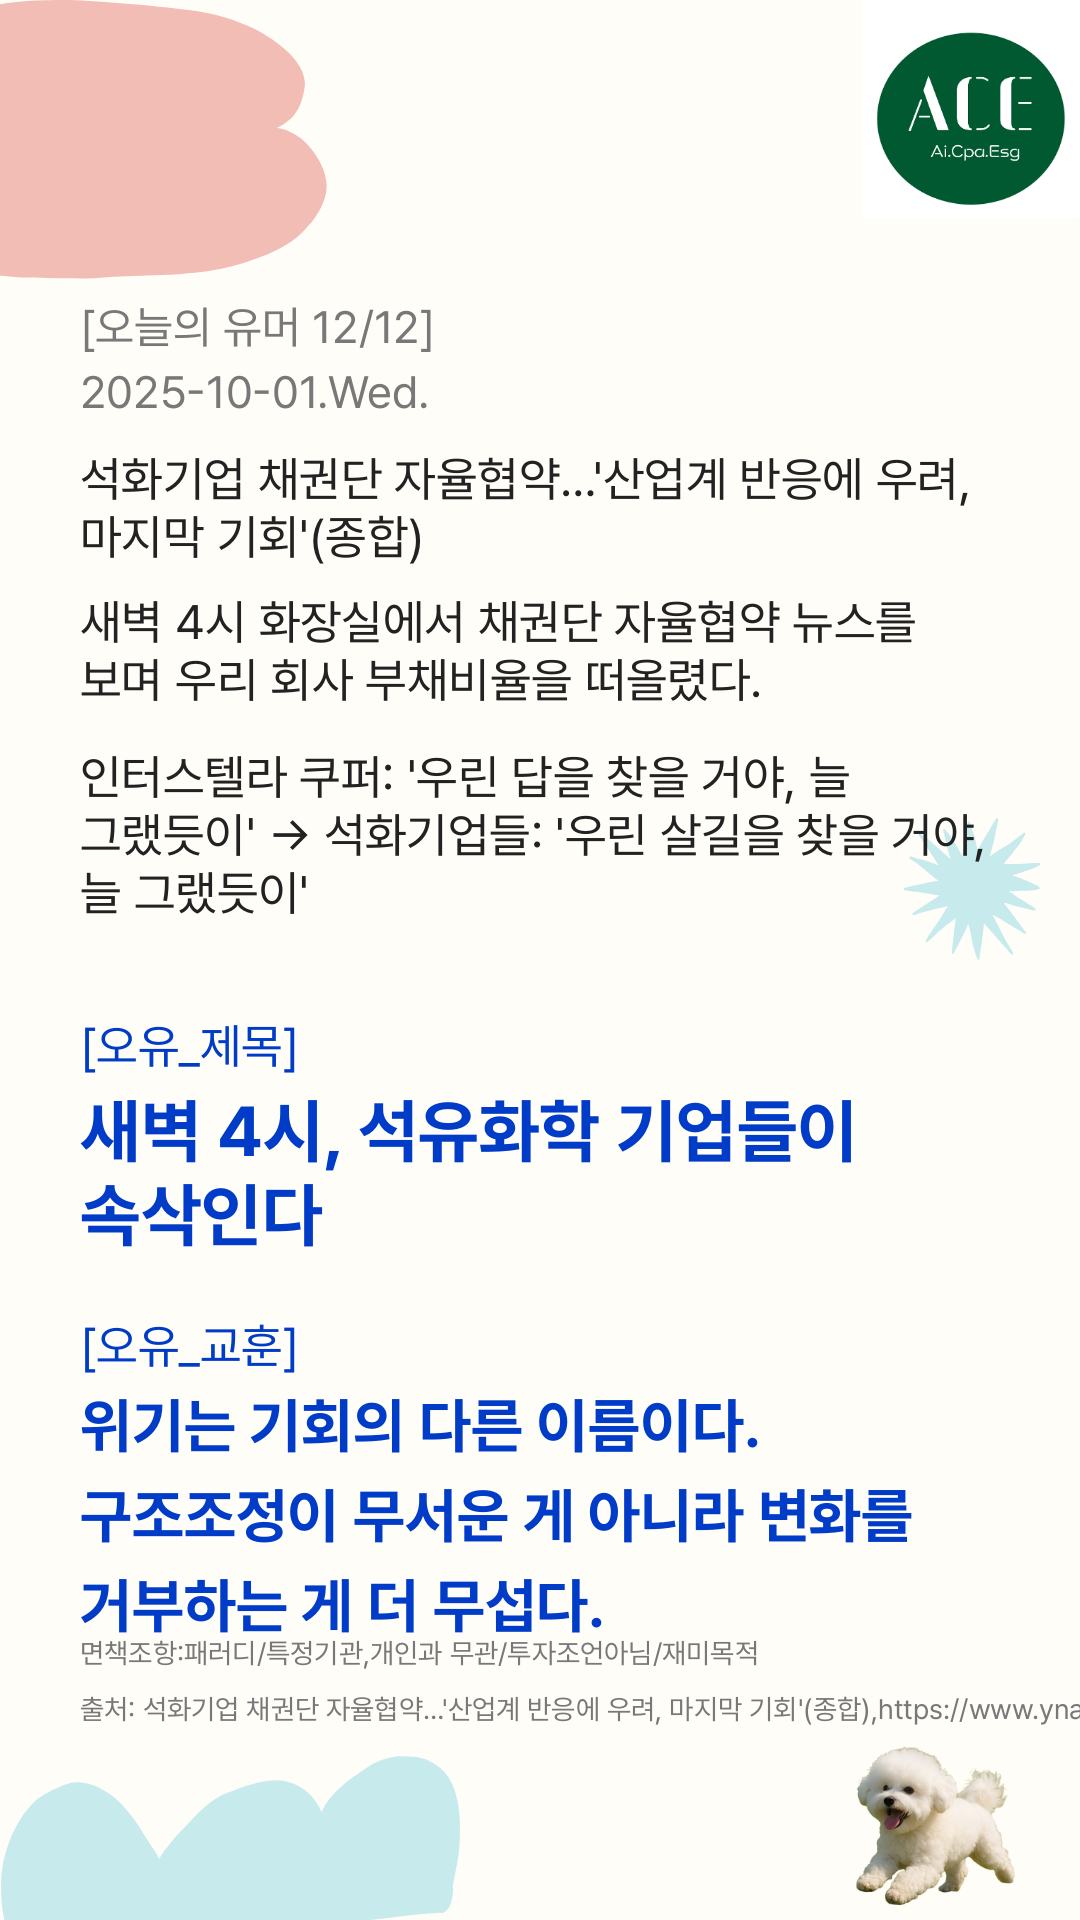 ACE
Ai.Cpa.Esg
[오늘의 유머 12/12]
2025-10-01.Wed.
석화기업 채권단 자율협약…'산업계 반응에 우려,
마지막 기회'(종합)
새벽 4시 화장실에서 채권단 자율협약 뉴스를
보며 우리 회사 부채비율을 떠올렸다.
인터스텔라 쿠퍼: '우린 답을 찾을 거야, 늘
그랬듯이' → 석화기업들: '우린 살길을 찾을 거야,
늘 그랬듯이'
[오유_제목]
새벽 4시, 석유화학 기업들이
속삭인다
[오유_교훈]
위기는 기회의 다른 이름이다.
구조조정이 무서운 게 아니라 변화를
거부하는 게 더 무섭다.
면책조항:패러디/특정기관,개인과 무관/투자조언아님/재미목적
출처: 석화기업 채권단 자율협약…'산업계 반응에 우려, 마지막 기회'(종합),https://www.yna